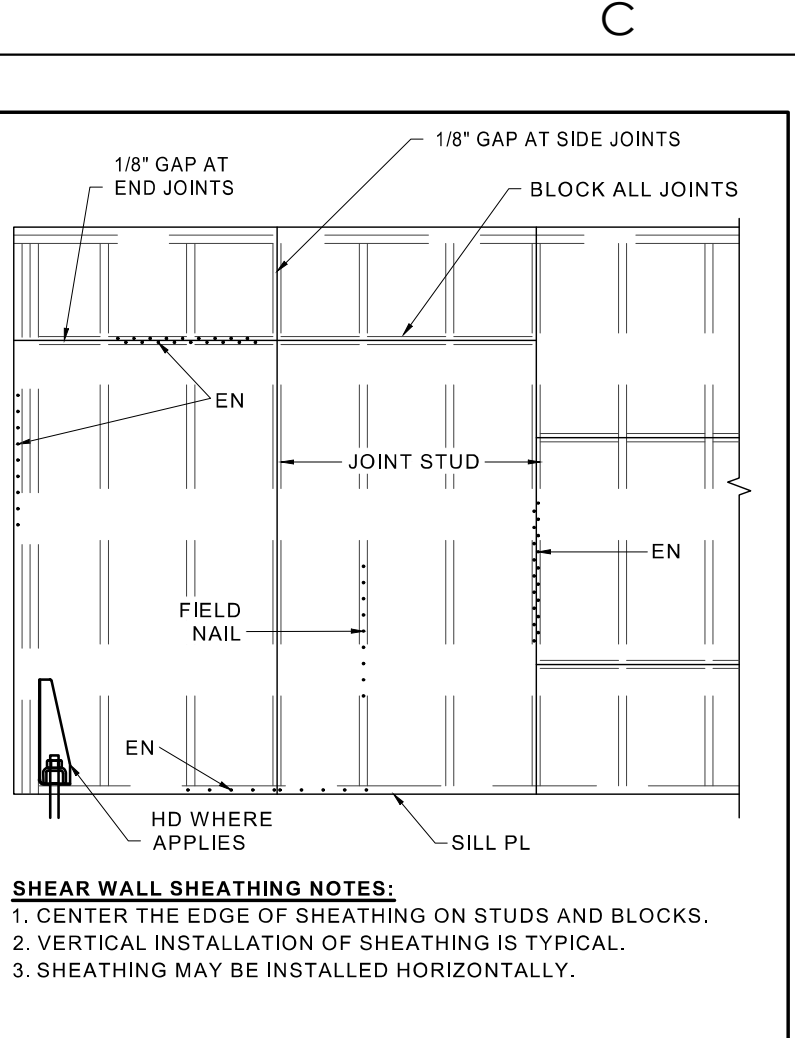 C
1/8" GAP AT SIDE JOINTS
1/8" GAP AT
END JOINTS
BLOCK ALL JOINTS
EN
JOINT STUD
EN
FIELD
NAIL
EN
HD WHERE
APPLIES
SILL PL
SHEAR WALL SHEATHING NOTES:
1. CENTER THE EDGE OF SHEATHING ON STUDS AND BLOCKS.
2. VERTICAL INSTALLATION OF SHEATHING IS TYPICAL.
3. SHEATHING MAY BE INSTALLED HORIZONTALLY.